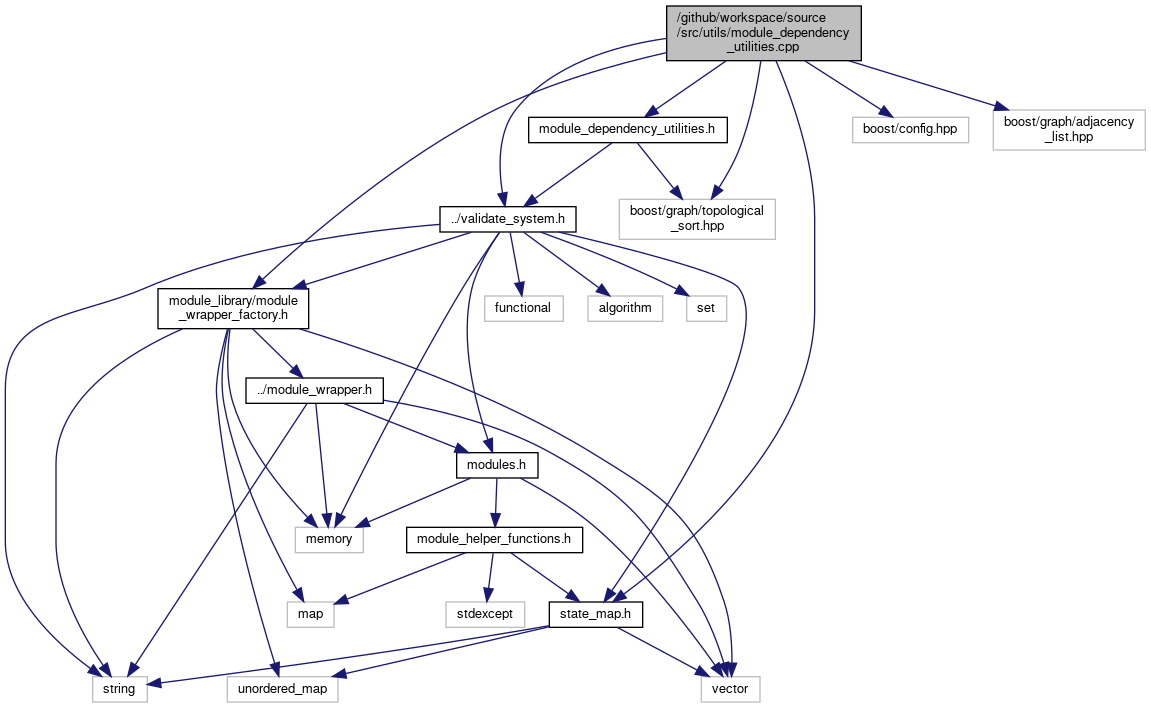 /github/workspace/source
/src/utils/module_dependency
_utilities.cpp
module_dependency_utilities.h
boost/config.hpp
boost/graph/adjacency
_list.hpp
../validate_system.h
boost/graph/topological
_sort.hpp
module_library/module
_wrapper_factory.h
functional
algorithm
set
../module_wrapper.h
modules.h
memory
module_helper_functions.h
map
stdexcept
state_map.h
string
unordered_map
vector